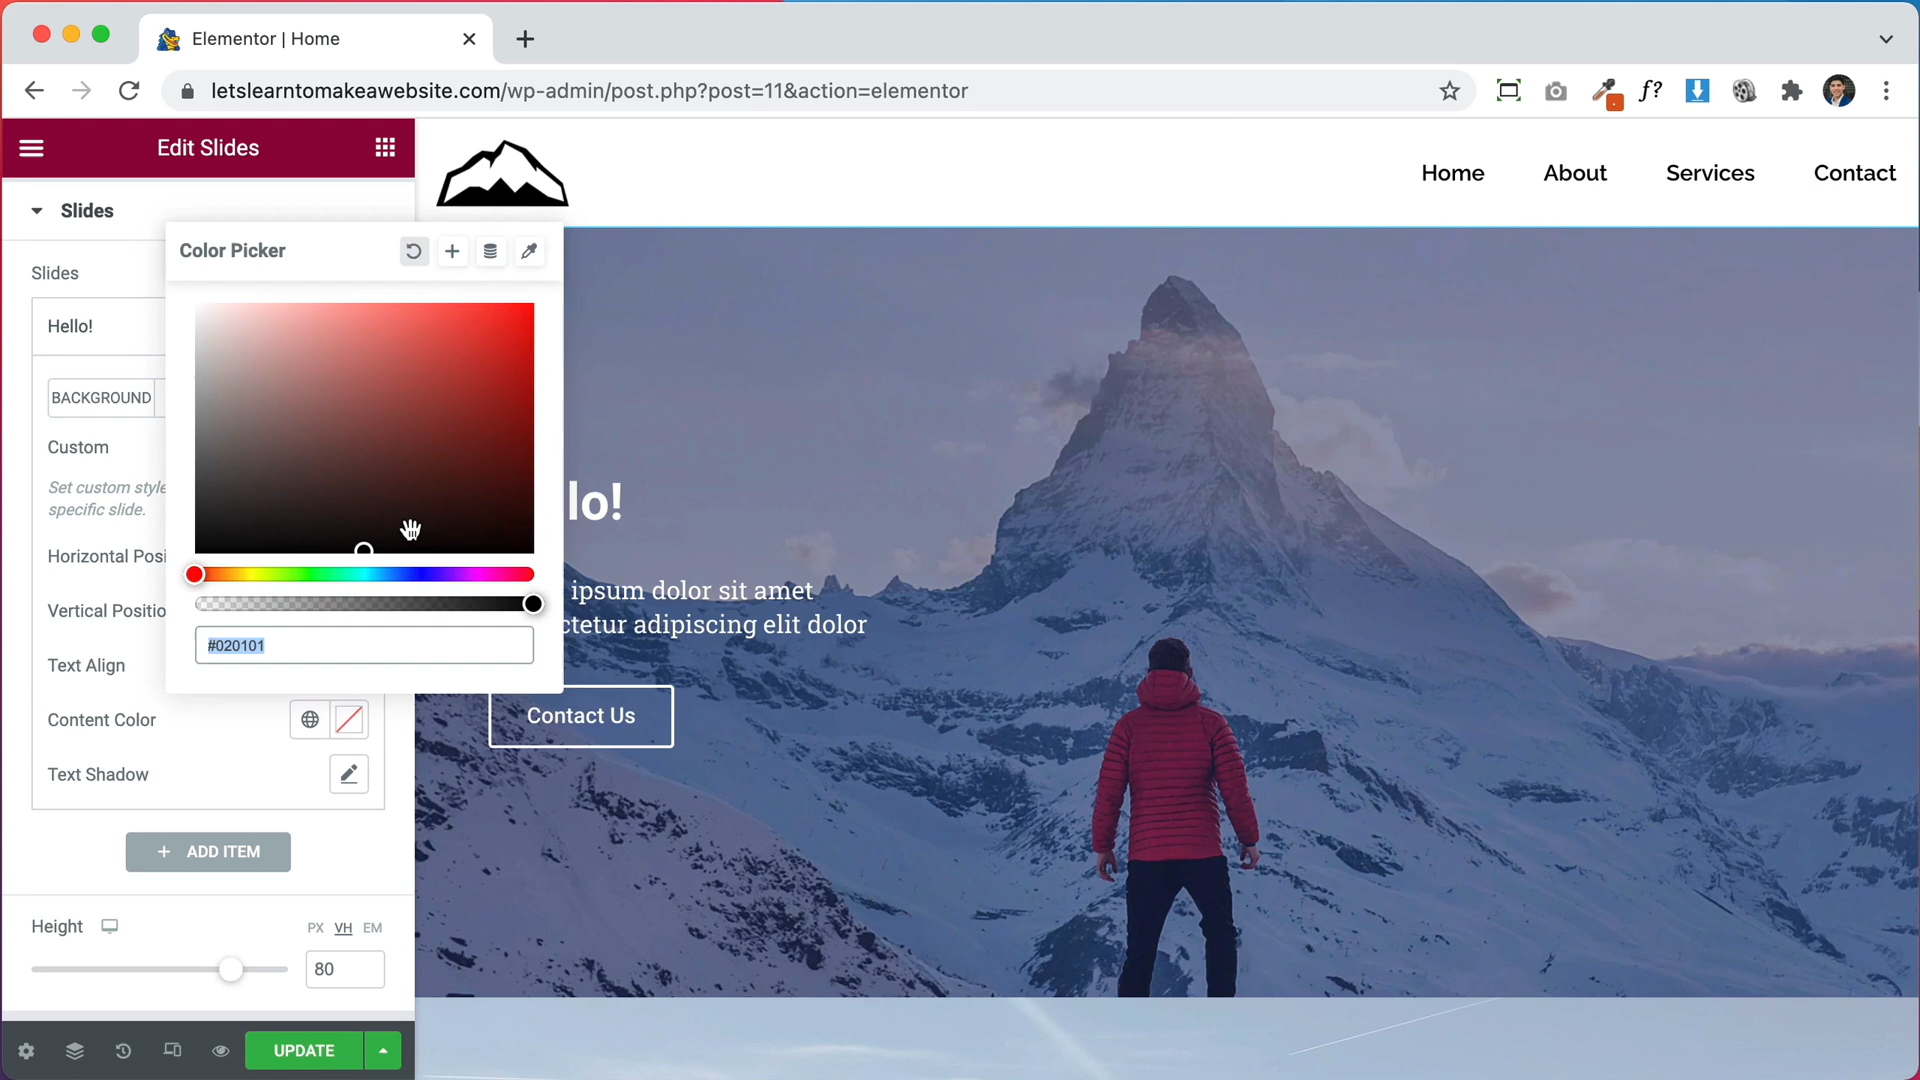 Elementor | Home
letslearntomakeawebsite.com/wp-admin/post.php?post=11&action=elementor
f?
Edit Slides
Home About Services Contact
Slides
Color Picker
Slides
Hello!
BACKGROUND
Custom
Set custom style
specific slide.
Horizontal Posi
Vertical Positio
#020101
Text Align
Content Color
Text Shadow
+ ADD ITEM
Height PX VH EM
80
UPDATE
lo!
ipsum dolor sit amet
ctetur adipiscing elit dolor
Contact Us